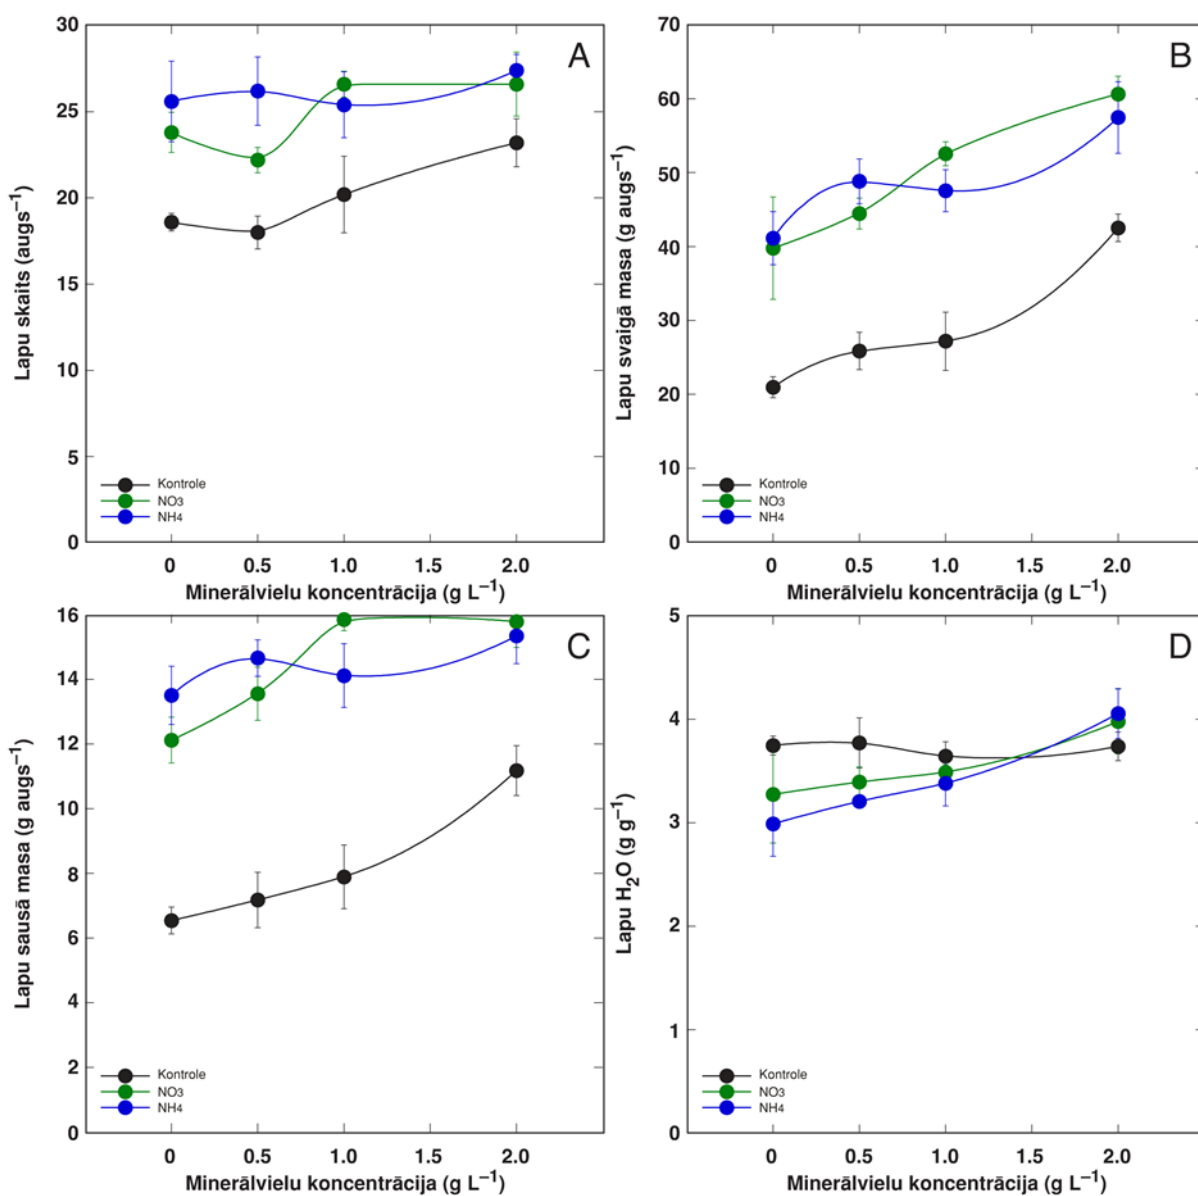 A
30
25
20
15
10
5
0
Lapu skaits (augs⁻¹)
Kontrole
NO3
NH4
0 0.5 1.0 1.5 2.0
Minerālvielu koncentrācija (g L⁻¹)
B
70
60
50
40
30
20
10
0
Lapu svaigā masa (g augs⁻¹)
Kontrole
NO3
NH4
0 0.5 1.0 1.5 2.0
Minerālvielu koncentrācija (g L⁻¹)
C
16
14
12
10
8
6
4
2
0
Lapu sausā masa (g augs⁻¹)
Kontrole
NO3
NH4
0 0.5 1.0 1.5 2.0
Minerālvielu koncentrācija (g L⁻¹)
D
5
4
3
2
1
0
Lapu H₂O (g g⁻¹)
Kontrole
NO3
NH4
0 0.5 1.0 1.5 2.0
Minerālvielu koncentrācija (g L⁻¹)